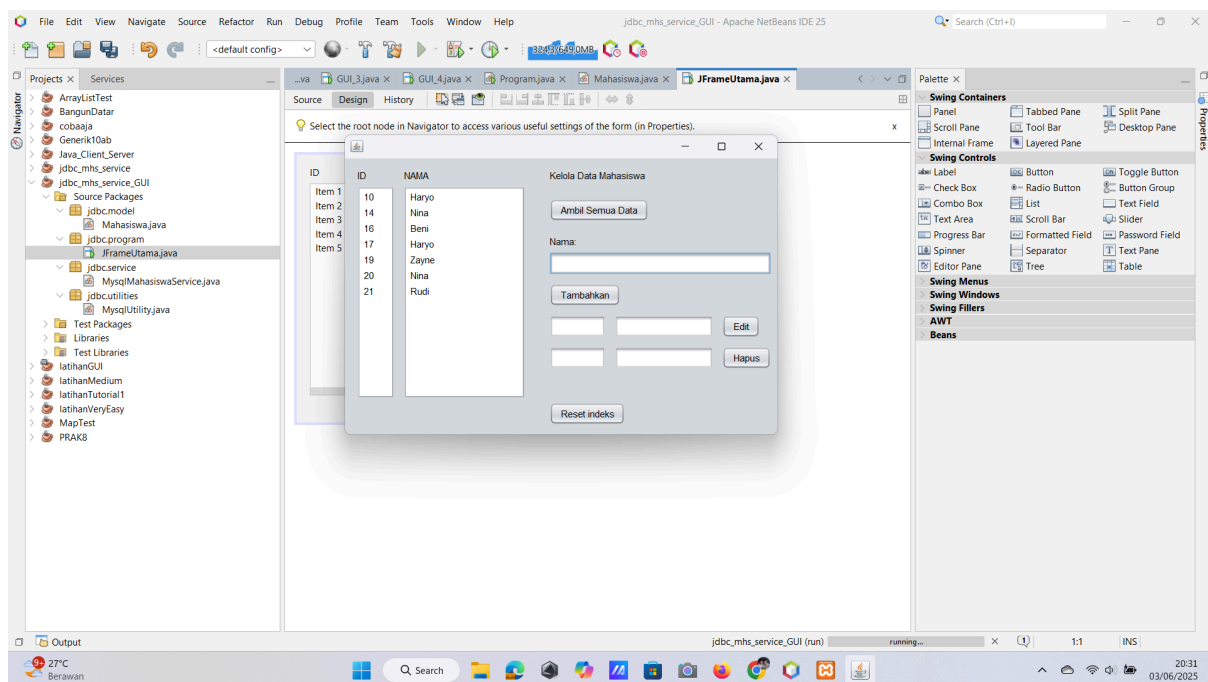 File Edit View Navigate Source Refactor Run Debug Profile Team Tools Window Help
jdbc_mhs_service_GUI - Apache NetBeans IDE 25
Search (Ctrl+I)
<default config>
324,3/649,0MB
Projects
Services
ArrayListTest
BangunDatar
cobaaja
Generik10ab
Java_Client_Server
jdbc_mhs_service
jdbc_mhs_service_GUI
Source Packages
jdbc.model
Mahasiswa.java
jdbc.program
JFrameUtama.java
jdbc.service
MysqlMahasiswaService.java
jdbc.utilities
MysqlUtility.java
Test Packages
Libraries
Test Libraries
latihanGUI
latihanMedium
latihanTutorial1
latihanVeryEasy
MapTest
PRAK8
Navigator
...va GUI_3.java GUI_4.java Program.java Mahasiswa.java JFrameUtama.java
Source Design History
Select the root node in Navigator to access various useful settings of the form (in Properties). x
ID
Item 1
Item 2
Item 3
Item 4
Item 5
ID NAMA Kelola Data Mahasiswa
10 Haryo
14 Nina
16 Beni
17 Haryo
19 Zayne
20 Nina
21 Rudi
Ambil Semua Data
Nama:
Tambahkan
Edit
Hapus
Reset indeks
Palette
Swing Containers
Panel Tabbed Pane Split Pane
Scroll Pane Tool Bar Desktop Pane
Internal Frame Layered Pane
Swing Controls
label Label OK Button ON Toggle Button
Check Box Radio Button Button Group
Combo Box List Text Field
Text Area Scroll Bar Slider
Progress Bar Formatted Field Password Field
Spinner Separator T Text Pane
Editor Pane Tree Table
Swing Menus
Swing Windows
Swing Fillers
AWT
Beans
Properties
Output
jdbc_mhs_service_GUI (run) running... 1 1:1 INS
9+
27°C
Berawan
Search
20:31
03/06/2025